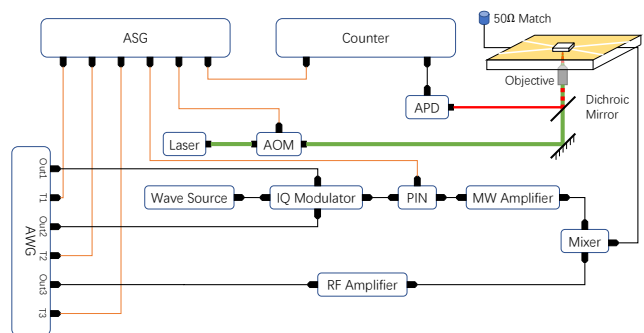 50Ω Match
ASG
Counter
Objective
Dichroic
Mirror
APD
Laser
AOM
Out1
T1
Out2
T2
Out3
T3
AWG
Wave Source
IQ Modulator
PIN
MW Amplifier
Mixer
RF Amplifier